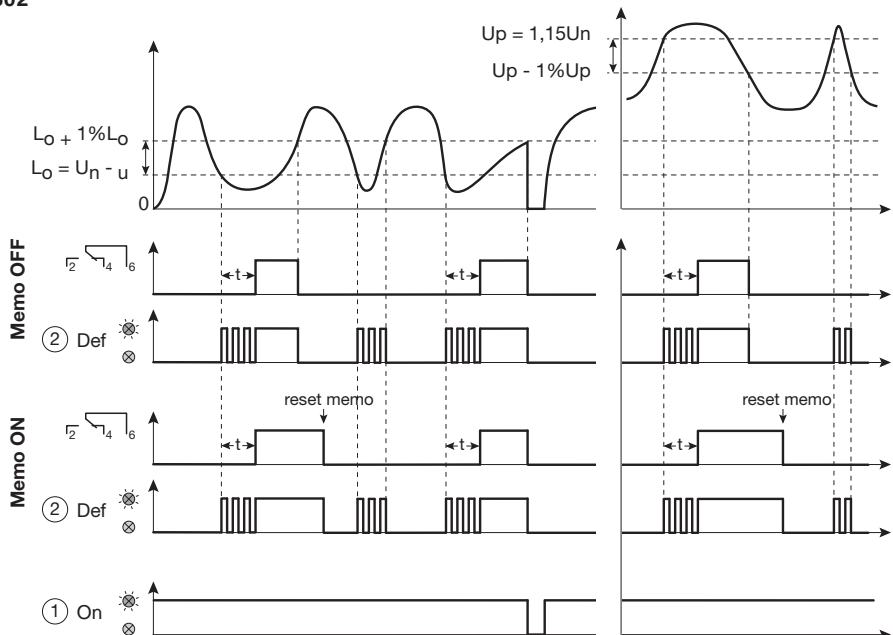 Up = 1,15Un
Up - 1%Up
Lo + 1%Lo
Lo = Un - u
0
Memo OFF
2 4 6
t
t
t
2 Def
Memo ON
reset memo
reset memo
2 4 6
t
t
t
2 Def
1 On